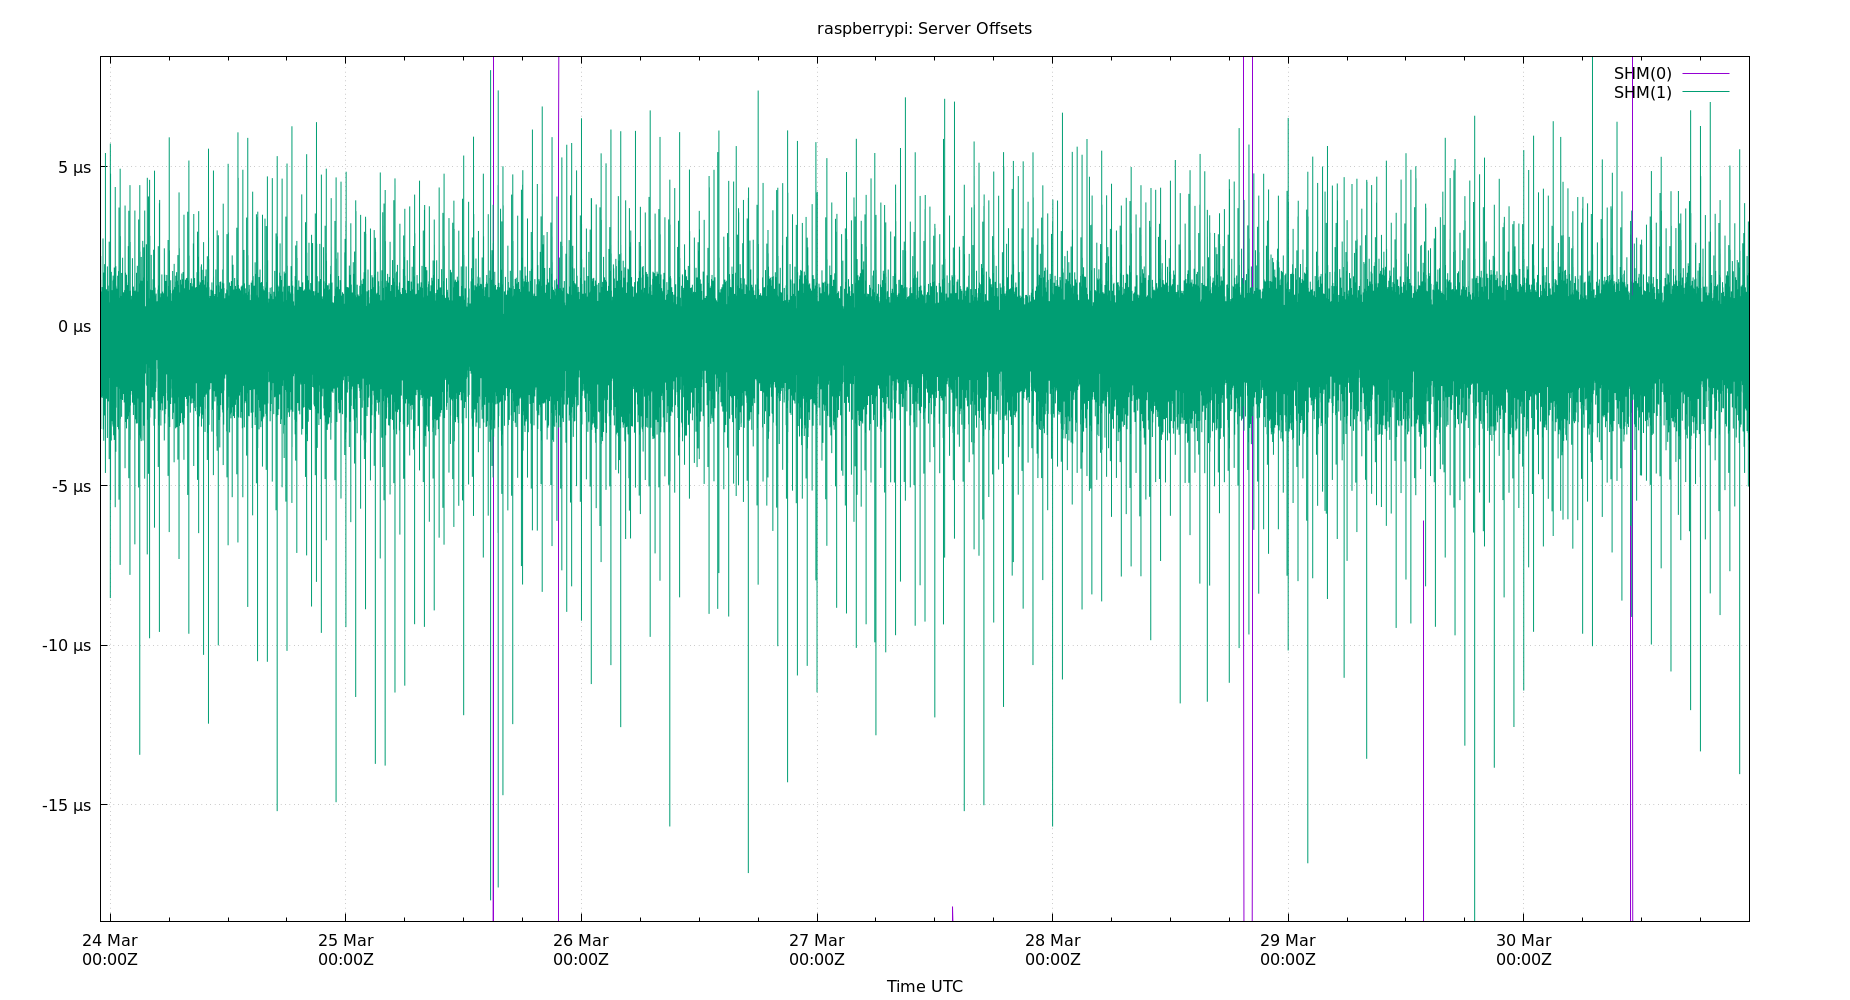 raspberrypi: Server Offsets
SHM(0)
SHM(1)
5 µs
0 µs
-5 µs
-10 µs
-15 µs
24 Mar 25 Mar 26 Mar 27 Mar 28 Mar 29 Mar 30 Mar
00:00Z 00:00Z 00:00Z 00:00Z 00:00Z 00:00Z 00:00Z
Time UTC